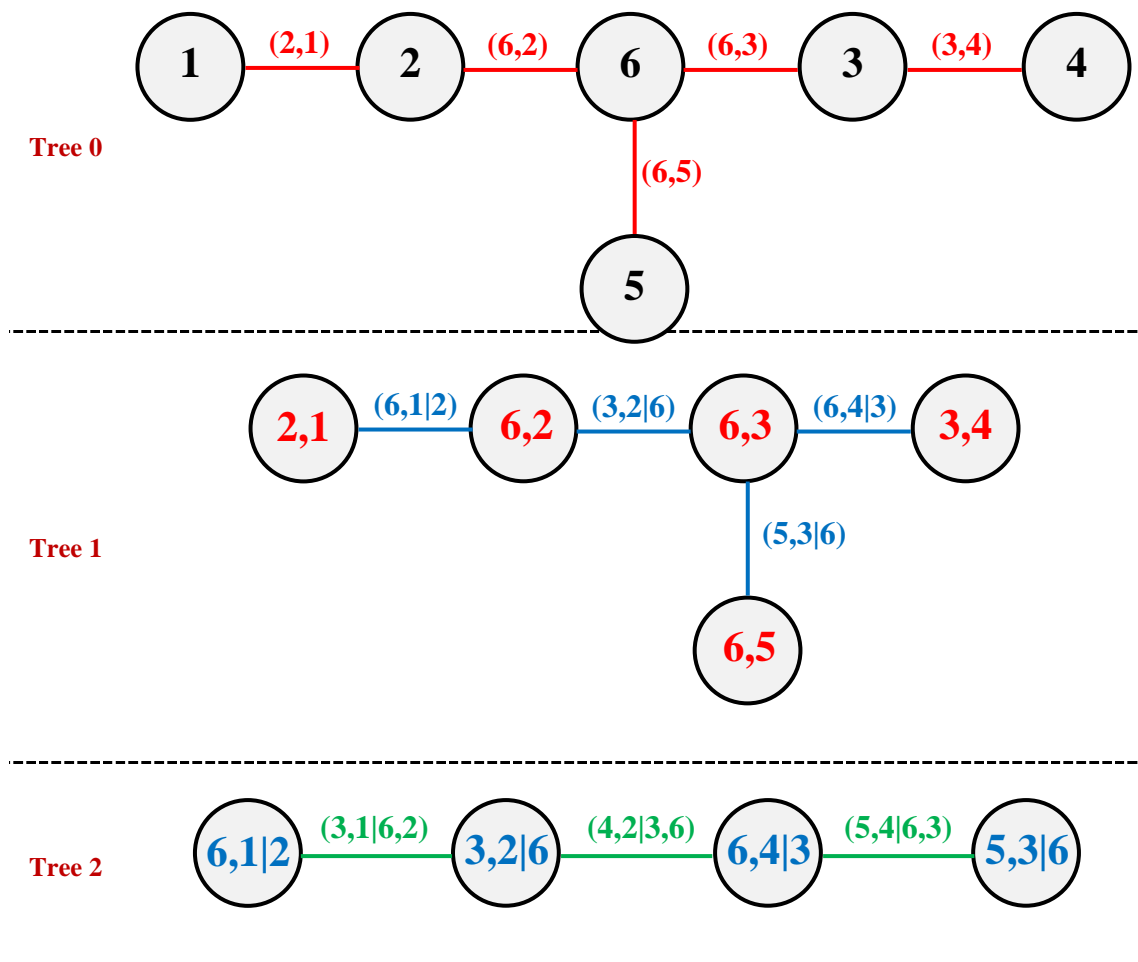 (2,1) (6,2) (6,3) (3,4)
1 2 6 3 4
Tree 0
(6,5)
5
(6,1|2) (3,2|6) (6,4|3)
2,1 6,2 6,3 3,4
Tree 1
(5,3|6)
6,5
(3,1|6,2) (4,2|3,6) (5,4|6,3)
Tree 2
6,1|2 3,2|6 6,4|3 5,3|6